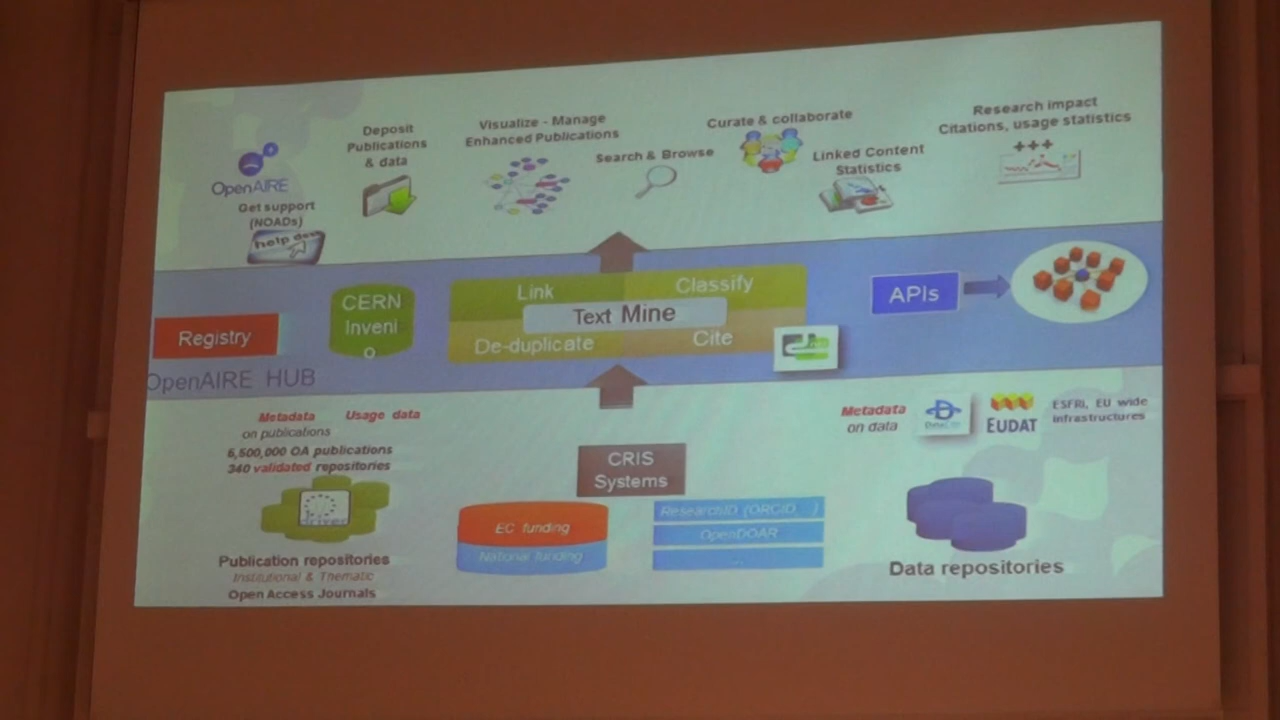 Deposit
Publications
& data
Visualize - Manage
Enhanced Publications
Search & Browse
Curate & collaborate
Linked Content
Statistics
Research impact
Citations, usage statistics
+++
OpenAIRE
Get support
(NOADs)
help desk
Registry
CERN
Inveni
o
Link
Classify
Text Mine
De-duplicate
Cite
APIs
OpenAIRE HUB
Metadata
on publications
Usage data
6,500,000 OA publications
340 validated repositories
Publication repositories
Institutional & Thematic
Open Access Journals
CRIS
Systems
EC funding
National funding
ResearchID (ORCID )
OpenDOAR
...
Metadata
on data
EUDAT
ESFRI, EU wide
infrastructures
Data repositories